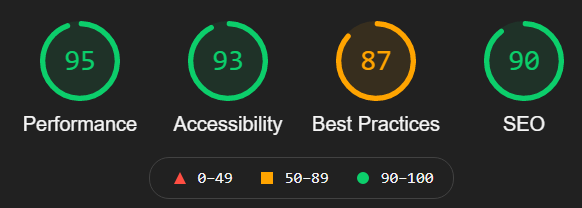 95 93 87 90
Performance Accessibility Best Practices SEO
0–49 50–89 90–100